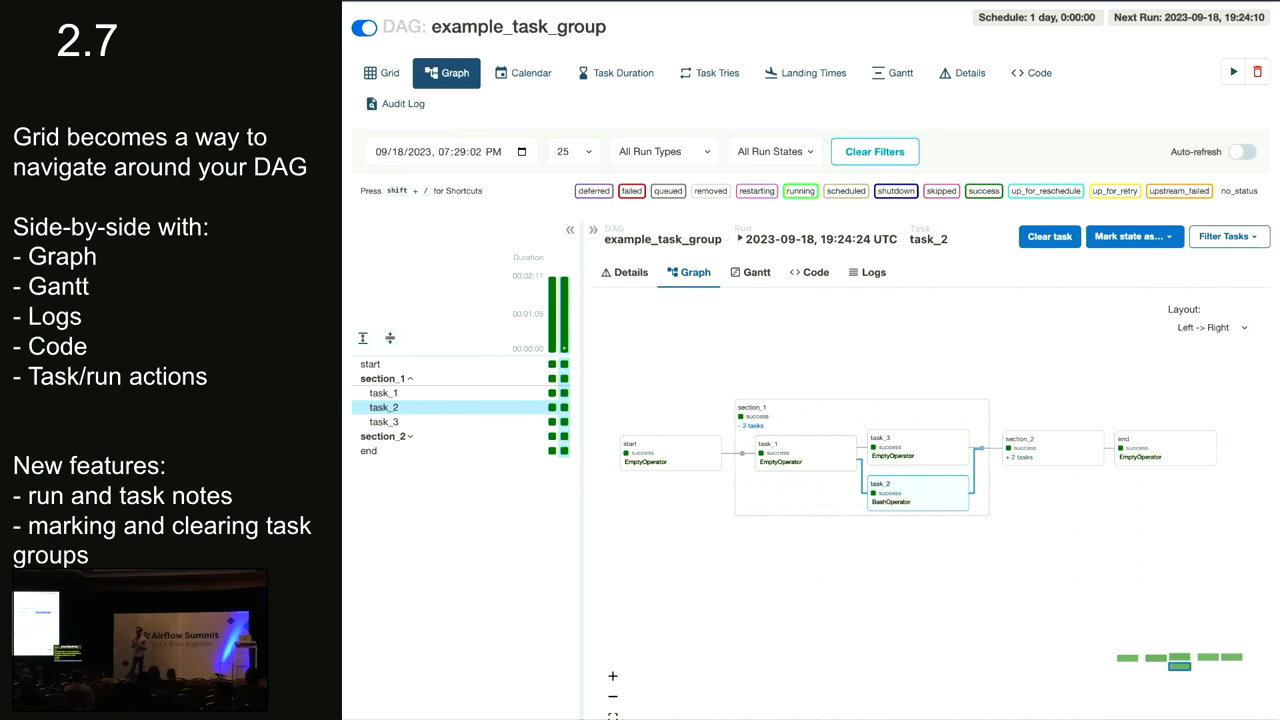 2.7
Grid becomes a way to
navigate around your DAG
Side-by-side with:
- Graph
- Gantt
- Logs
- Code
- Task/run actions
New features:
- run and task notes
- marking and clearing task
groups
Airflow Summit
Let's flow together
DAG: example_task_group
Schedule: 1 day, 0:00:00
Next Run: 2023-09-18, 19:24:10
Grid
Graph
Calendar
Task Duration
Task Tries
Landing Times
Gantt
Details
<> Code
Audit Log
09/18/2023, 07:29:02 PM
25
All Run Types
All Run States
Clear Filters
Auto-refresh
Press shift + / for Shortcuts
deferred
failed
queued
removed
restarting
running
scheduled
shutdown
skipped
success
up_for_reschedule
up_for_retry
upstream_failed
no_status
Duration
00:02:11
00:01:05
00:00:00
start
section_1
task_1
task_2
task_3
section_2
end
DAG
example_task_group
Run
2023-09-18, 19:24:24 UTC
Task
task_2
Clear task
Mark state as...
Filter Tasks
Details
Graph
Gantt
<> Code
Logs
Layout:
Left -> Right
section_1
success
- 3 tasks
start
success
EmptyOperator
task_1
success
EmptyOperator
task_3
success
EmptyOperator
task_2
success
BashOperator
section_2
success
+ 2 tasks
end
success
EmptyOperator